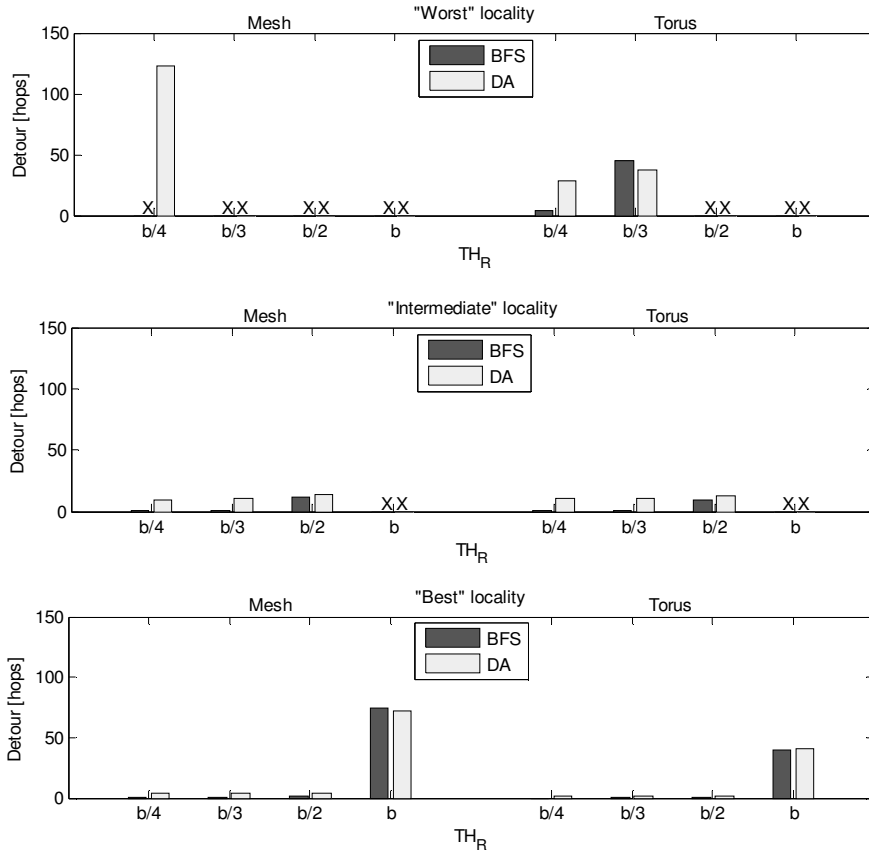 "Worst" locality
Mesh Torus
150
100
50
0
Detour [hops]
BFS
DA
X X X X X X X X X X X
b/4 b/3 b/2 b b/4 b/3 b/2 b
TH_R
"Intermediate" locality
Mesh Torus
150
100
50
0
Detour [hops]
BFS
DA
X X X X
b/4 b/3 b/2 b b/4 b/3 b/2 b
TH_R
"Best" locality
Mesh Torus
150
100
50
0
Detour [hops]
BFS
DA
b/4 b/3 b/2 b b/4 b/3 b/2 b
TH_R